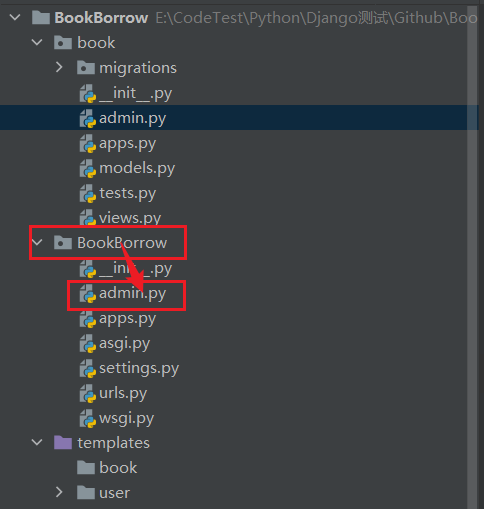 BookBorrow E:\CodeTest\Python\Django测试\Github\Boo
book
migrations
__init__.py
admin.py
apps.py
models.py
tests.py
views.py
BookBorrow
__init__.py
admin.py
apps.py
asgi.py
settings.py
urls.py
wsgi.py
templates
book
user